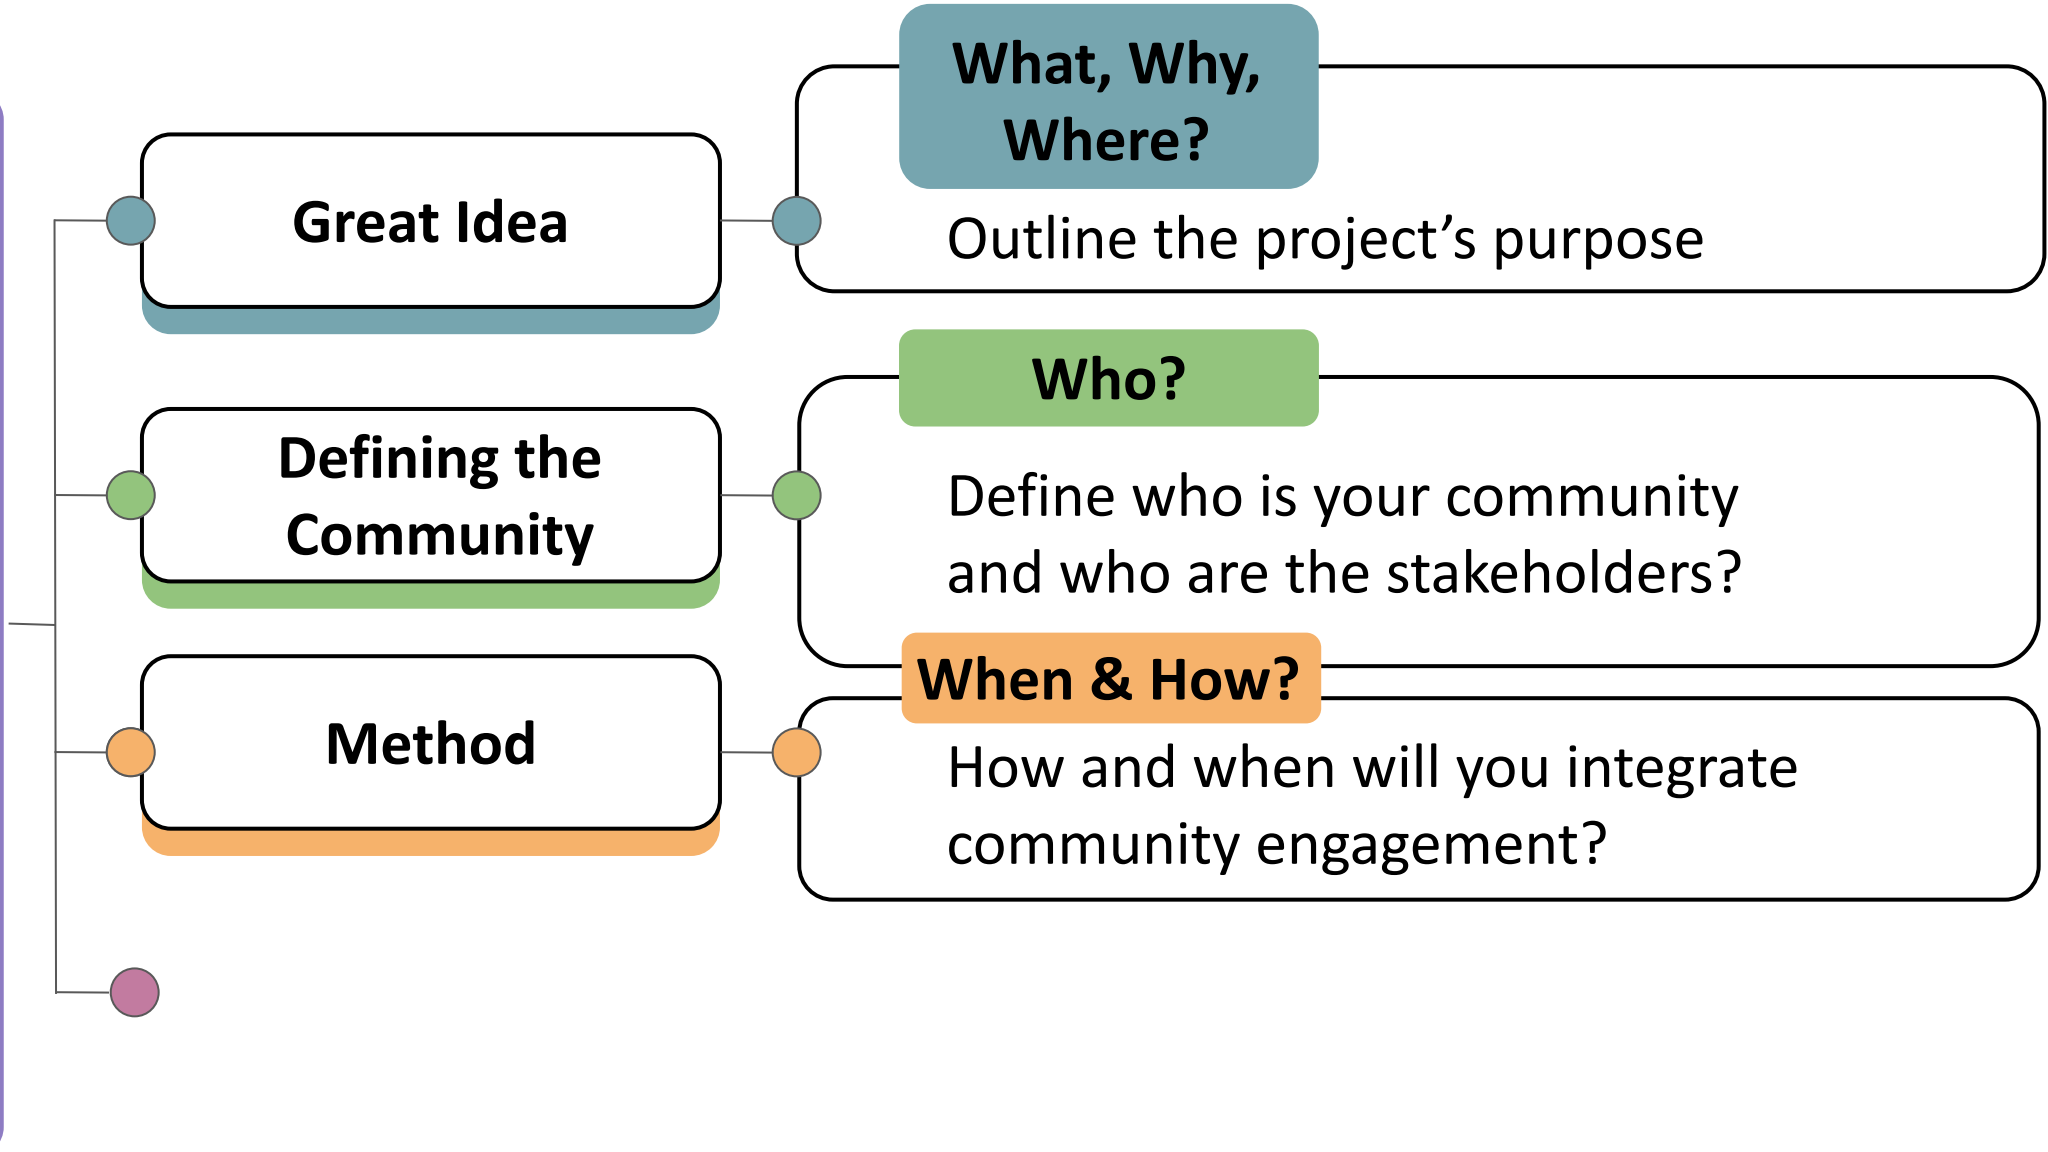 What, Why,
Where?
Great Idea
Outline the project’s purpose
Who?
Defining the
Community
Define who is your community
and who are the stakeholders?
When & How?
Method
How and when will you integrate
community engagement?